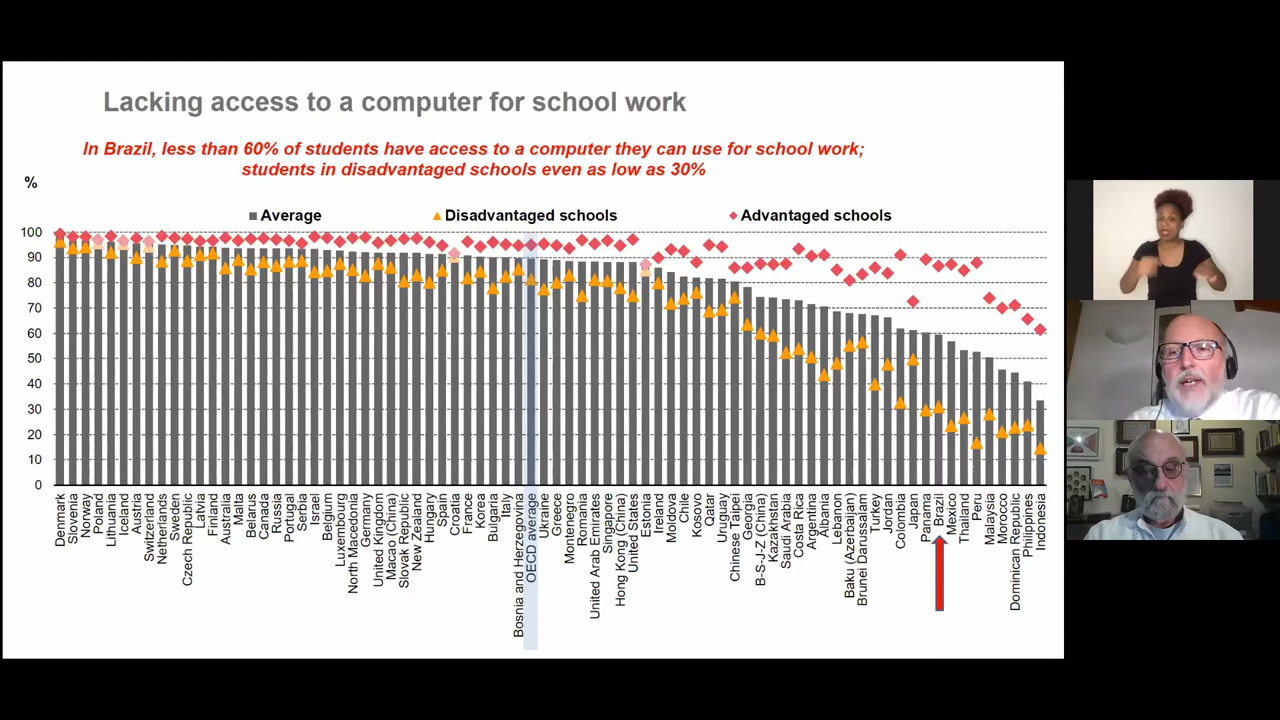 Lacking access to a computer for school work
In Brazil, less than 60% of students have access to a computer they can use for school work;
students in disadvantaged schools even as low as 30%
%
Average
Disadvantaged schools
Advantaged schools
100
90
80
70
60
50
40
30
20
10
0
Denmark
Slovenia
Norway
Poland
Lithuania
Iceland
Austria
Switzerland
Netherlands
Sweden
Czech Republic
Latvia
Finland
Australia
Malta
Belarus
Canada
Russia
Portugal
Serbia
Israel
Belgium
Luxembourg
North Macedonia
Germany
United Kingdom
Macao (China)
Slovak Republic
New Zealand
Hungary
Spain
Croatia
France
Korea
Bulgaria
Italy
Bosnia and Herzegovina
OECD average
Ukraine
Greece
Montenegro
Romania
United Arab Emirates
Singapore
Hong Kong (China)
United States
Estonia
Ireland
Moldova
Chile
Kosovo
Qatar
Uruguay
Chinese Taipei
Georgia
B-S-J-Z (China)
Kazakhstan
Saudi Arabia
Costa Rica
Argentina
Albania
Lebanon
Baku (Azerbaijan)
Brunei Darussalam
Turkey
Jordan
Colombia
Japan
Panama
Brazil
Mexico
Thailand
Peru
Malaysia
Morocco
Dominican Republic
Philippines
Indonesia